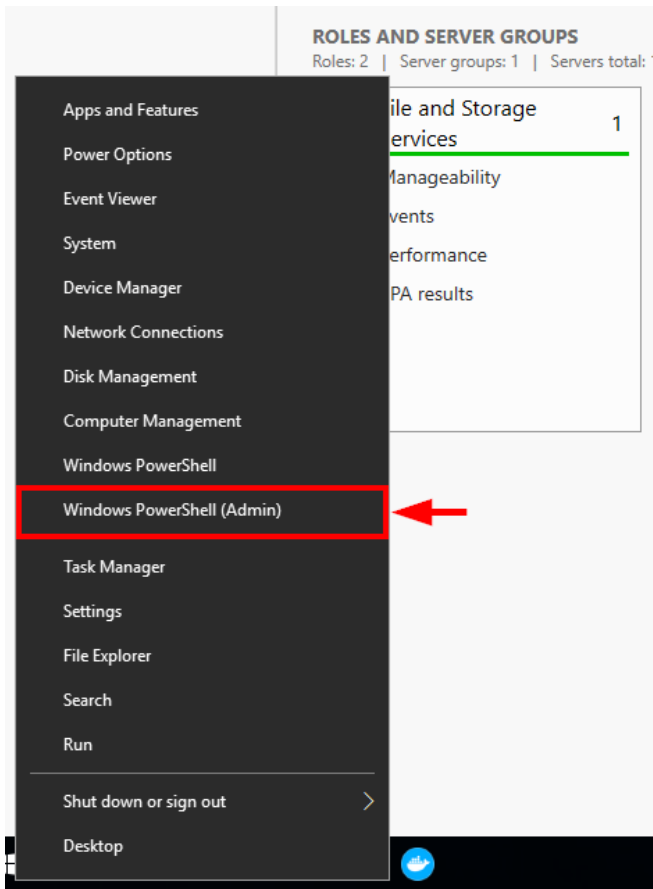 ROLES AND SERVER GROUPS
Roles: 2 | Server groups: 1 | Servers total:
ile and Storage
ervices
1
Manageability
vents
erformance
PA results
Apps and Features
Power Options
Event Viewer
System
Device Manager
Network Connections
Disk Management
Computer Management
Windows PowerShell
Windows PowerShell (Admin)
Task Manager
Settings
File Explorer
Search
Run
Shut down or sign out
Desktop